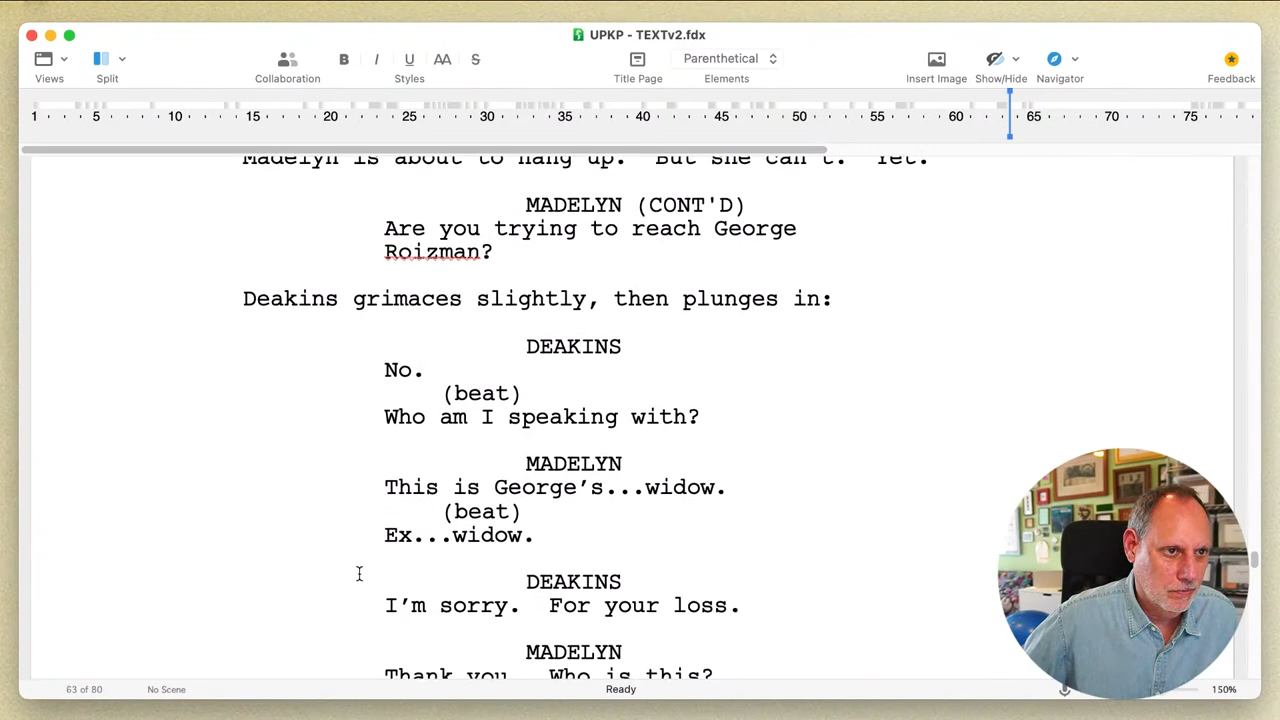 UPKP - TEXTv2.fdx
B I U AA S Parenthetical
Views Split Collaboration Styles Title Page Elements Insert Image Show/Hide Navigator Feedback
1 5 10 15 20 25 30 35 40 45 50 55 60 65 70 75
Madelyn is about to hang up.  But she can't.  Yet.
MADELYN (CONT'D)
Are you trying to reach George
Roizman?
Deakins grimaces slightly, then plunges in:
DEAKINS
No.
(beat)
Who am I speaking with?
MADELYN
This is George’s...widow.
(beat)
Ex...widow.
DEAKINS
I’m sorry.  For your loss.
MADELYN
Thank you.  Who is this?
63 of 80 No Scene Ready 150%